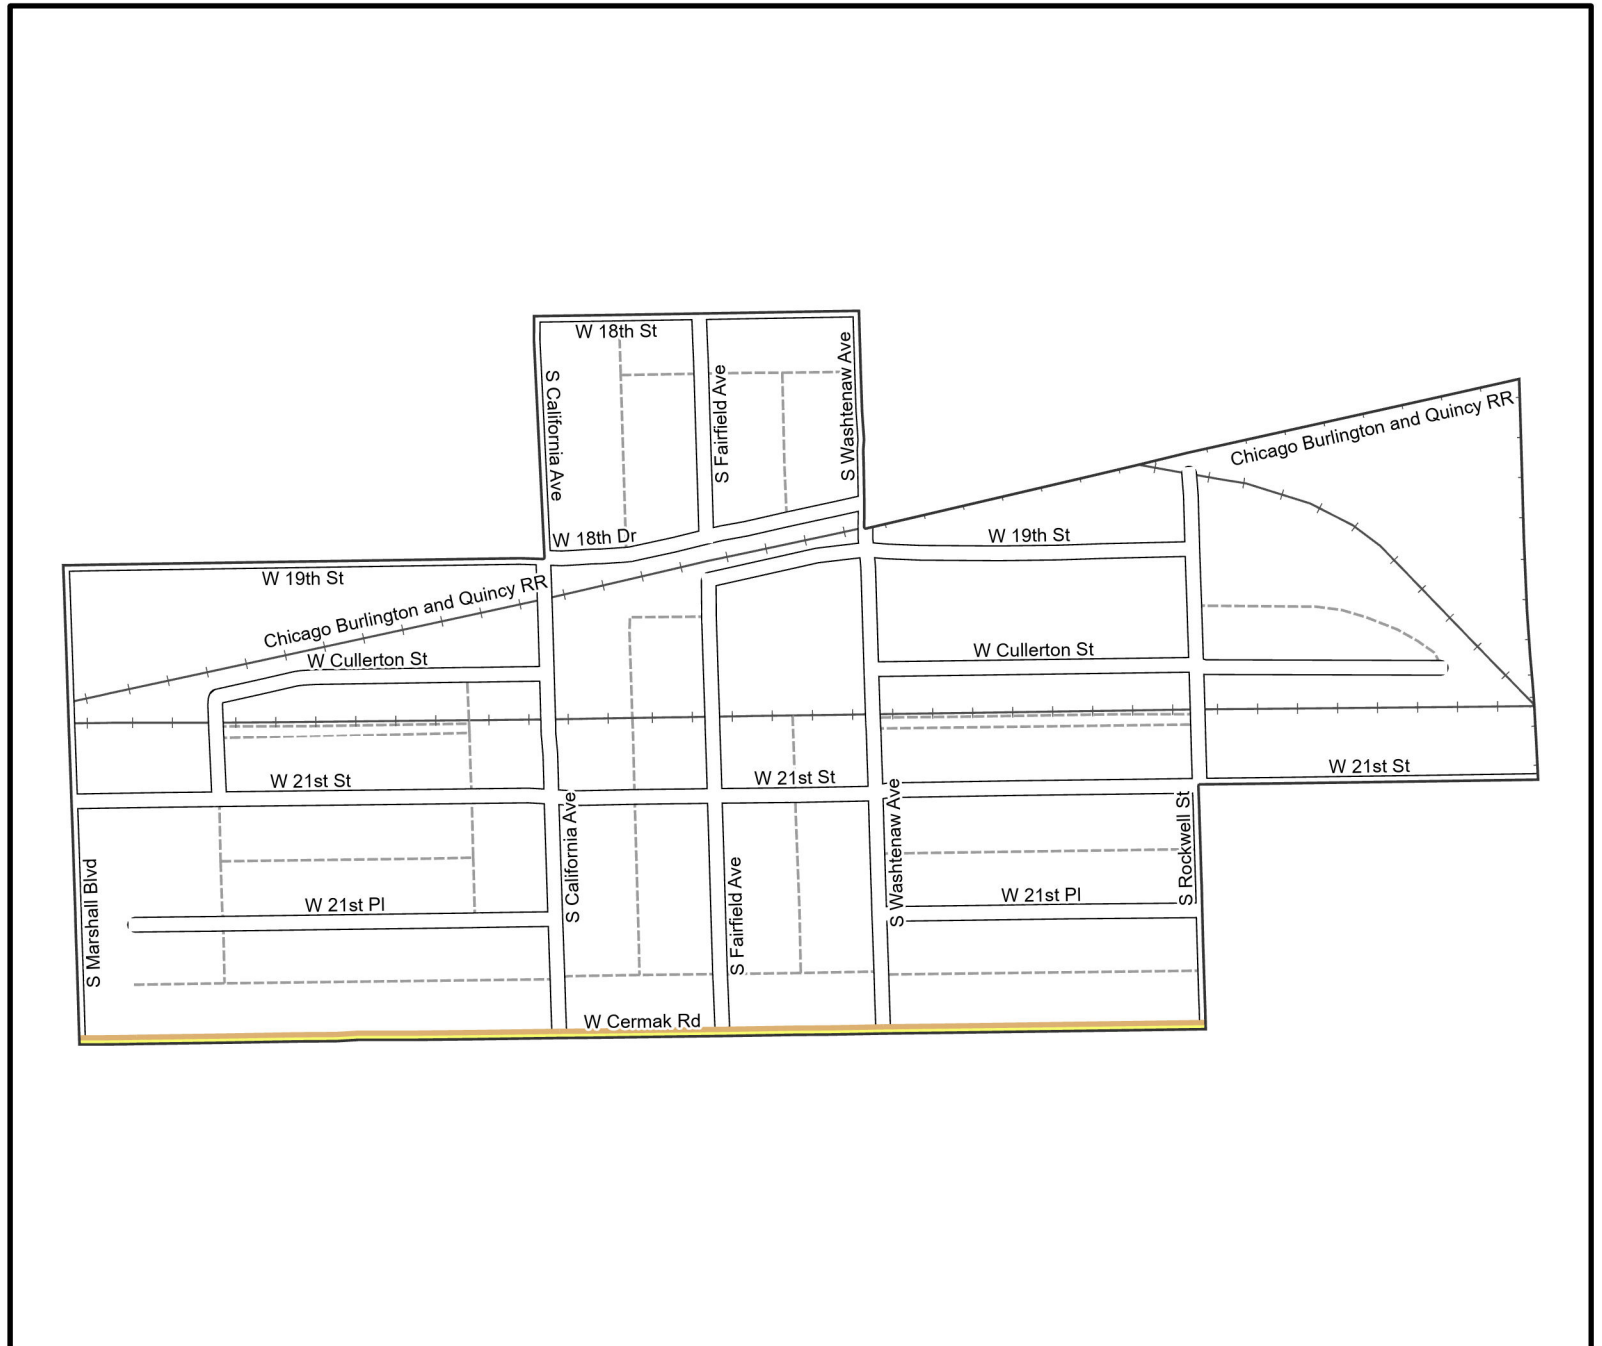 W 18th St
S California Ave
S Fairfield Ave
S Washtenaw Ave
Chicago Burlington and Quincy RR
W 18th Dr
W 19th St
W 19th St
Chicago Burlington and Quincy RR
W Cullerton St
W Cullerton St
W 21st St
W 21st St
W 21st St
S Marshall Blvd
S California Ave
S Fairfield Ave
S Washtenaw Ave
S Rockwell St
W 21st Pl
W 21st Pl
W Cermak Rd